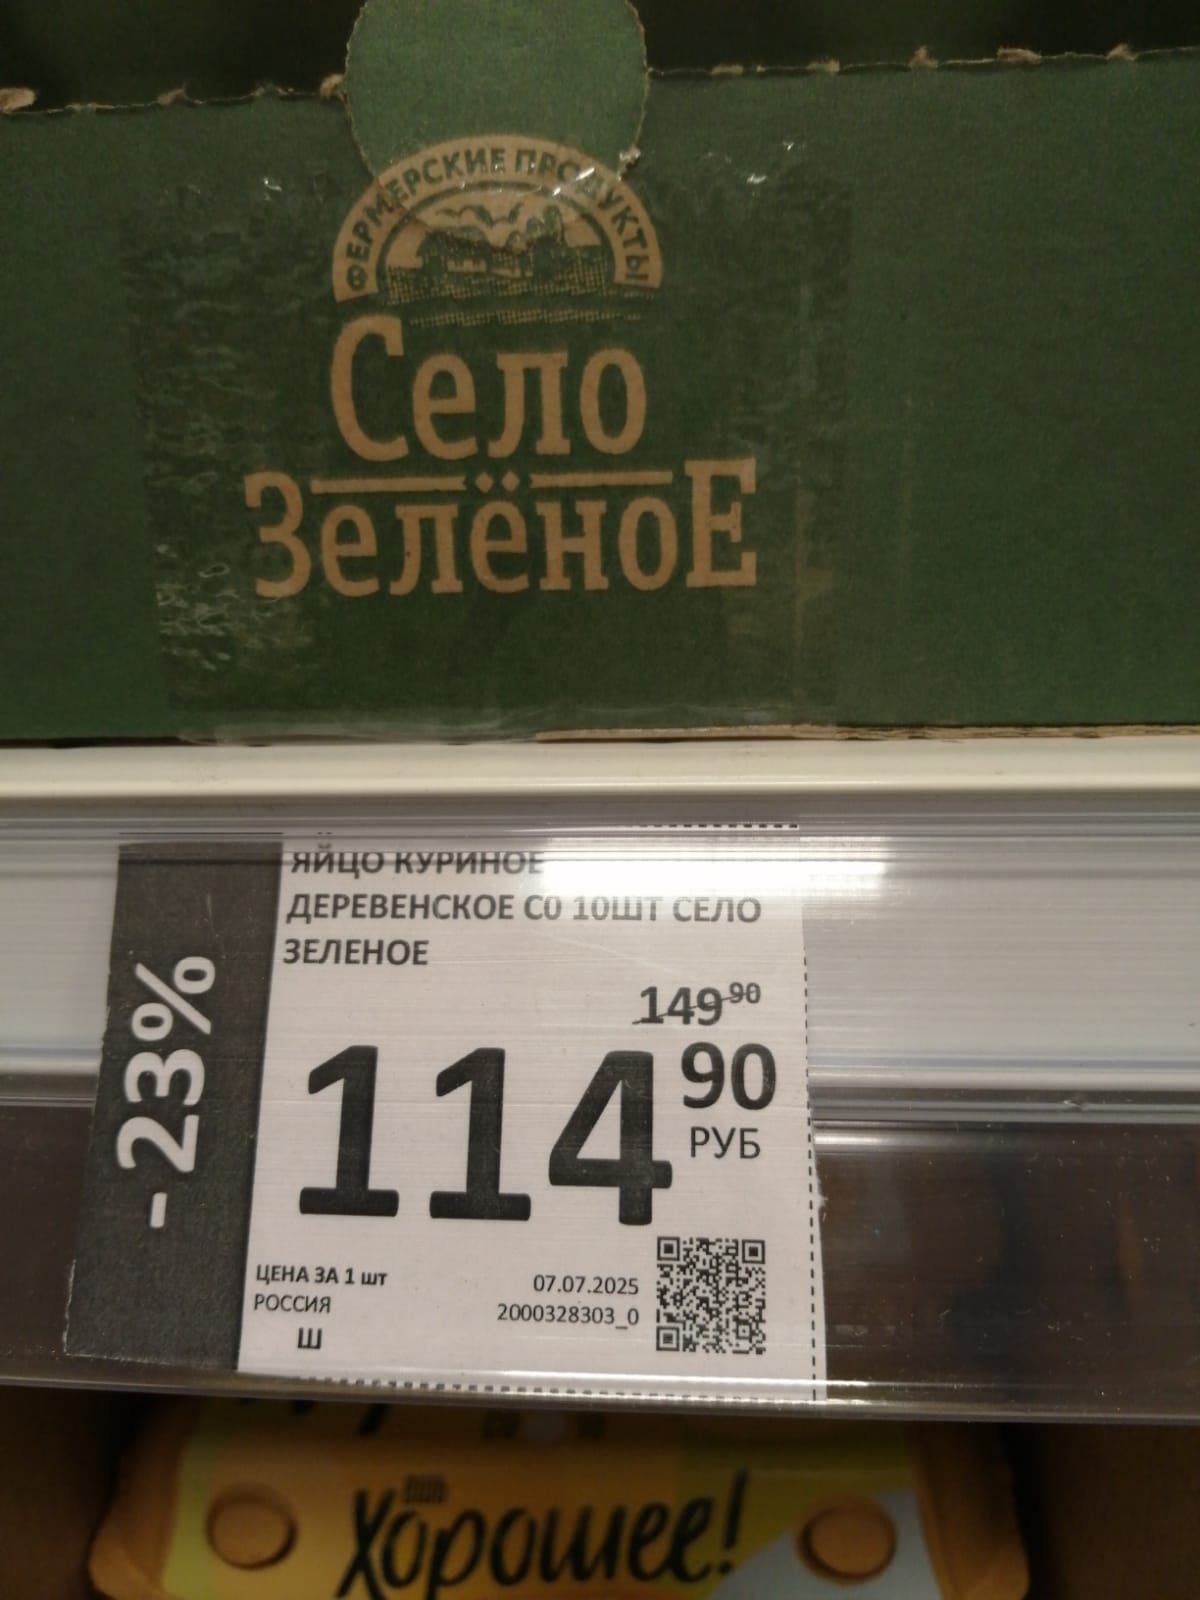 ФЕРМЕРСКИЕ ПРОДУКТЫ
Село
ЗелёноЕ
ЯЙЦО КУРИНОЕ
ДЕРЕВЕНСКОЕ С0 10ШТ СЕЛО
ЗЕЛЕНОЕ
-23%
149 90
114 90
РУБ
ЦЕНА ЗА 1 шт
РОССИЯ
Ш
07.07.2025
2000328303_0
Хорошее!